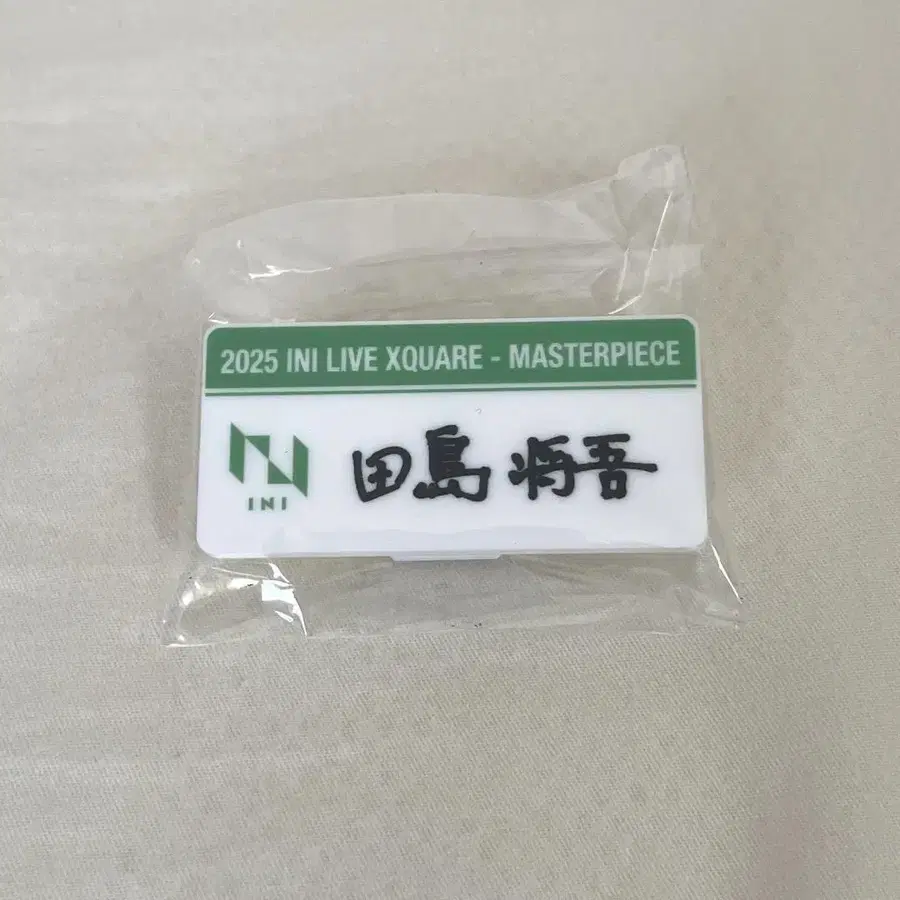 2025 INI LIVE XQUARE - MASTERPIECE
INI
田島将吾